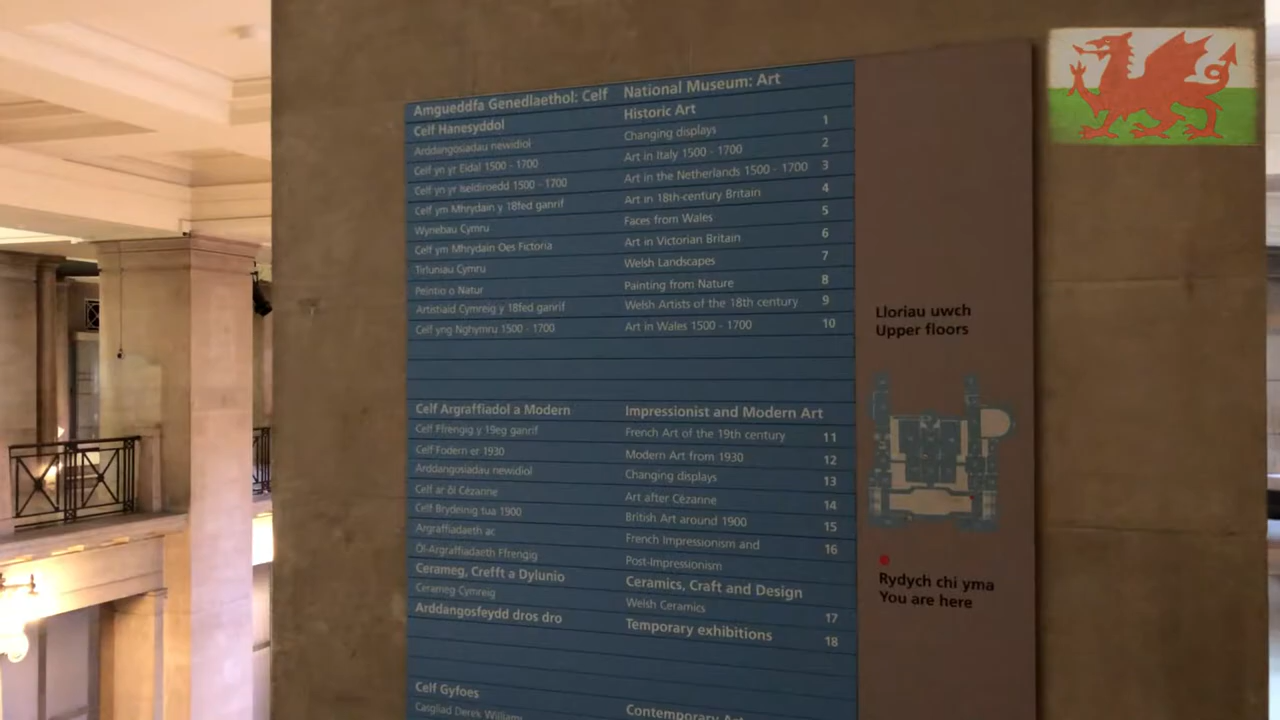 Amgueddfa Genedlaethol: Celf
Celf Hanesyddol
Arddangosiadau newidiol
Celf yn yr Eidal 1500 - 1700
Celf yn yr Iseldiroedd 1500 - 1700
Celf ym Mhrydain y 18fed ganrif
Wynebau Cymru
Celf ym Mhrydain Oes Fictoria
Tirluniau Cymru
Peintio o Natur
Artistiaid Cymreig y 18fed ganrif
Celf yng Nghymru 1500 - 1700
Celf Argraffiadol a Modern
Celf Ffrengig y 19eg ganrif
Celf Fodern er 1930
Arddangosiadau newidiol
Celf ar ôl Cézanne
Celf Brydeinig tua 1900
Argraffiadaeth ac
Ôl-Argraffiadaeth Ffrengig
Cerameg, Crefft a Dylunio
Cerameg Cymreig
Arddangosfeydd dros dro
Celf Gyfoes
Casgliad Derek Williams
National Museum: Art
Historic Art
Changing displays 1
Art in Italy 1500 - 1700 2
Art in the Netherlands 1500 - 1700 3
Art in 18th-century Britain 4
Faces from Wales 5
Art in Victorian Britain 6
Welsh Landscapes 7
Painting from Nature 8
Welsh Artists of the 18th century 9
Art in Wales 1500 - 1700 10
Impressionist and Modern Art
French Art of the 19th century 11
Modern Art from 1930 12
Changing displays 13
Art after Cézanne 14
British Art around 1900 15
French Impressionism and 16
Post-Impressionism
Ceramics, Craft and Design
Welsh Ceramics 17
Temporary exhibitions 18
Contemporary Art
Lloriau uwch
Upper floors
Rydych chi yma
You are here